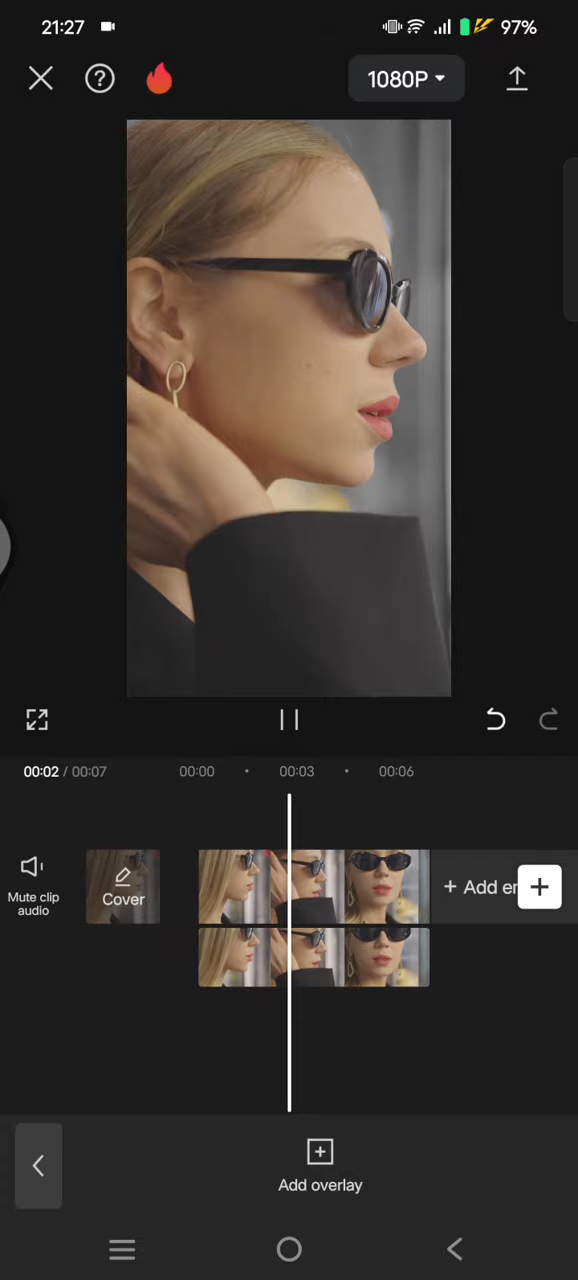 21:27 97%
? 1080P
00:02 / 00:07 00:00 00:03 00:06
Mute clip
audio
Cover
+ Add en
Add overlay